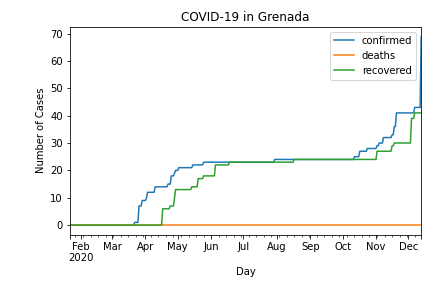 COVID-19 in Grenada
confirmed
deaths
recovered
Number of Cases
70
60
50
40
30
20
10
0
Feb Mar Apr May Jun Jul Aug Sep Oct Nov Dec
2020
Day